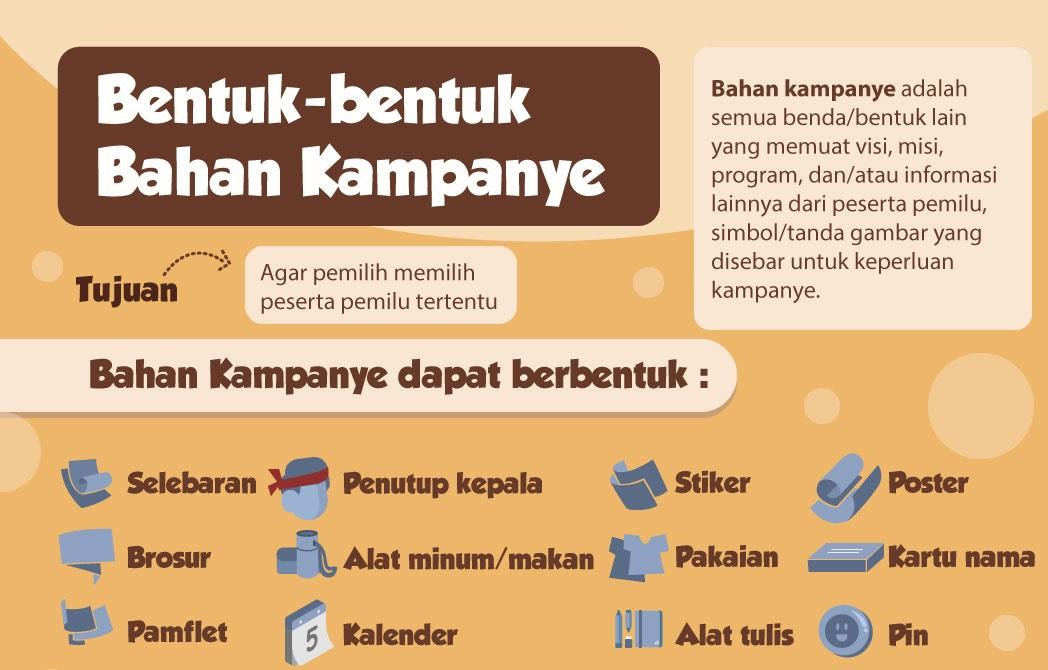 Bentuk-bentuk
Bahan Kampanye
Bahan kampanye adalah
semua benda/bentuk lain
yang memuat visi, misi,
program, dan/atau informasi
lainnya dari peserta pemilu,
simbol/tanda gambar yang
disebar untuk keperluan
kampanye.
Tujuan
Agar pemilih memilih
peserta pemilu tertentu
Bahan Kampanye dapat berbentuk :
Selebaran
Penutup kepala
Stiker
Poster
Brosur
Alat minum/makan
Pakaian
Kartu nama
Pamflet
5
Kalender
Alat tulis
Pin